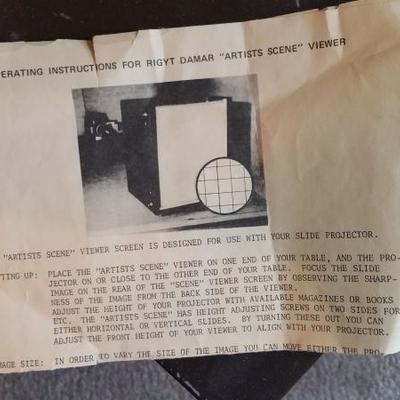 PERATING INSTRUCTIONS FOR RIGYT DAMAR "ARTISTS SCENE" VIEWER
"ARTISTS SCENE" VIEWER SCREEN IS DESIGNED FOR USE WITH YOUR SLIDE PROJECTOR.
TTING UP: PLACE THE "ARTISTS SCENE" VIEWER ON ONE END OF YOUR TABLE, AND THE PRO-
JECTOR ON OR CLOSE TO THE OTHER END OF YOUR TABLE. FOCUS THE SLIDE
IMAGE ON THE REAR OF THE "SCENE" VIEWER SCREEN BY OBSERVING THE SHARP-
NESS OF THE IMAGE FROM THE BACK SIDE OF THE VIEWER.
ADJUST THE HEIGHT OF YOUR PROJECTOR WITH AVAILABLE MAGAZINES OR BOOKS
ETC. THE "ARTISTS SCENE" HAS HEIGHT ADJUSTING SCREWS ON TWO SIDES FOR
EITHER HORIZONTAL OR VERTICAL SLIDES. BY TURNING THESE OUT YOU CAN
ADJUST THE FRONT HEIGHT OF YOUR VIEWER TO ALIGN WITH YOUR PROJECTOR.
MAGE SIZE: IN ORDER TO VARY THE SIZE OF THE IMAGE YOU CAN MOVE EITHER THE PRO-